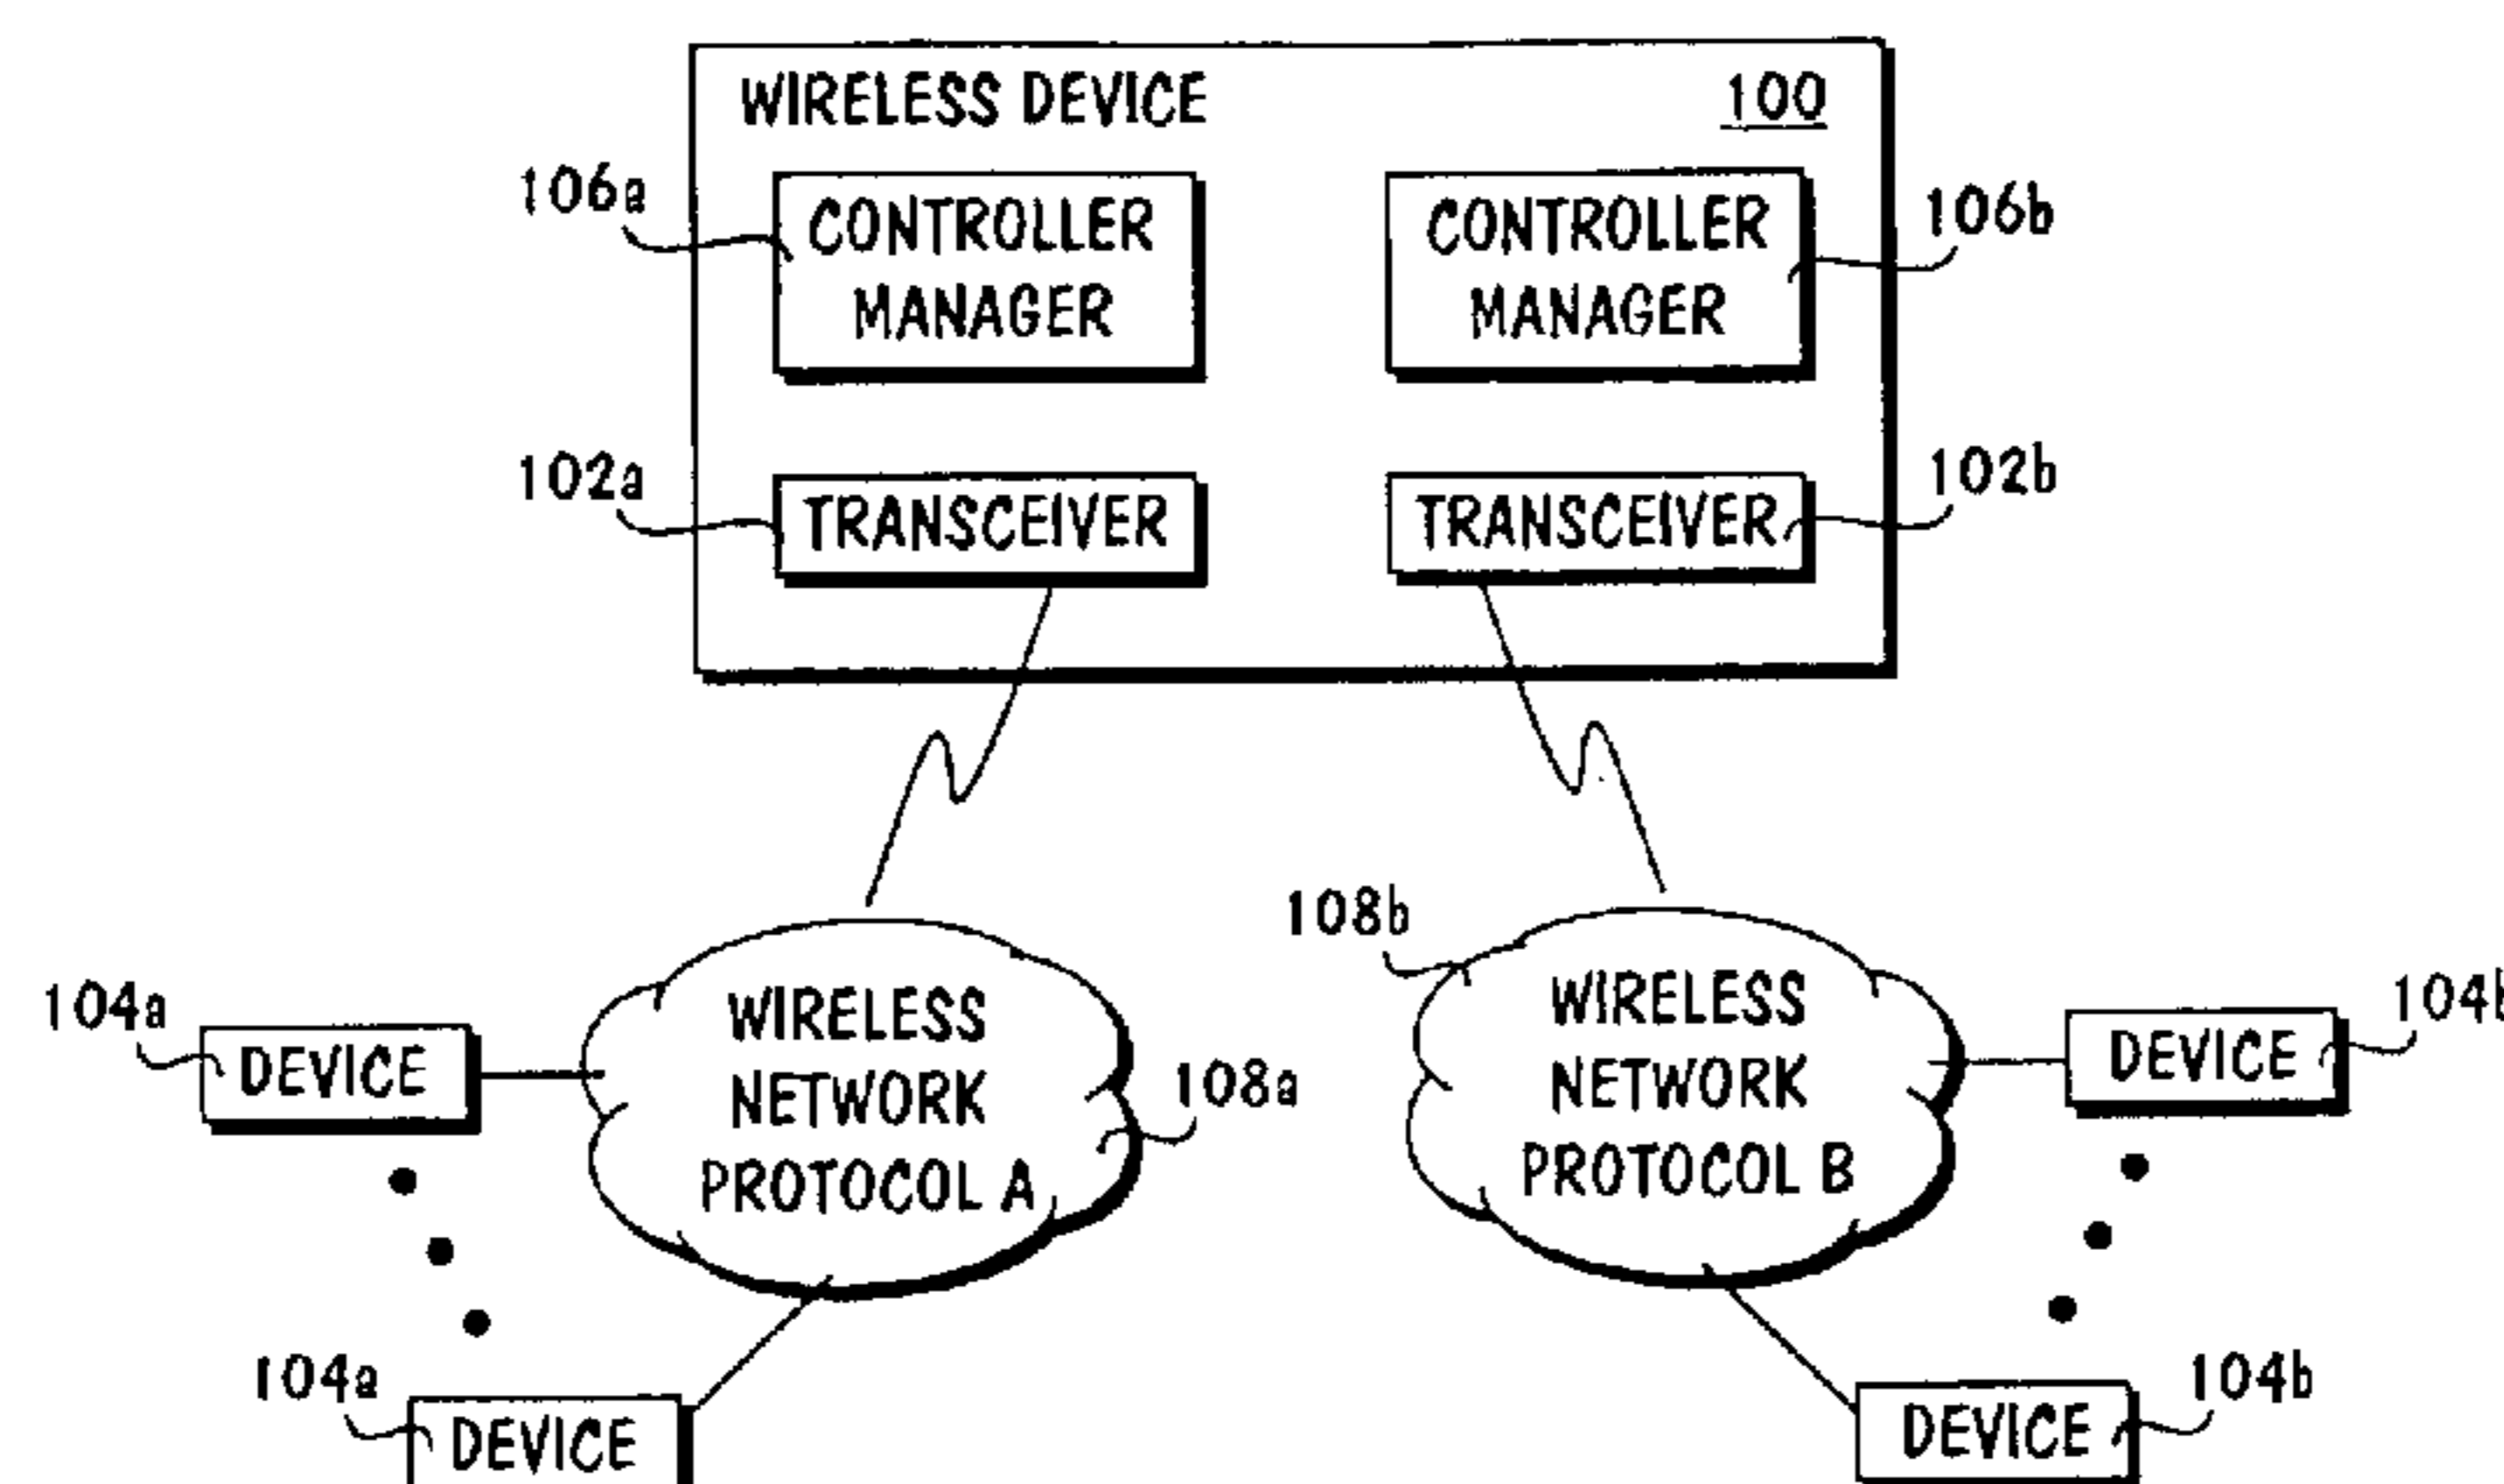 WIRELESS DEVICE 100
106a
CONTROLLER
MANAGER
CONTROLLER
MANAGER
106b
102a
TRANSCEIVER
TRANSCEIVER
102b
108b
104a
DEVICE
WIRELESS
NETWORK
PROTOCOL A
108a
WIRELESS
NETWORK
PROTOCOL B
104b
DEVICE
104a
DEVICE
104b
DEVICE